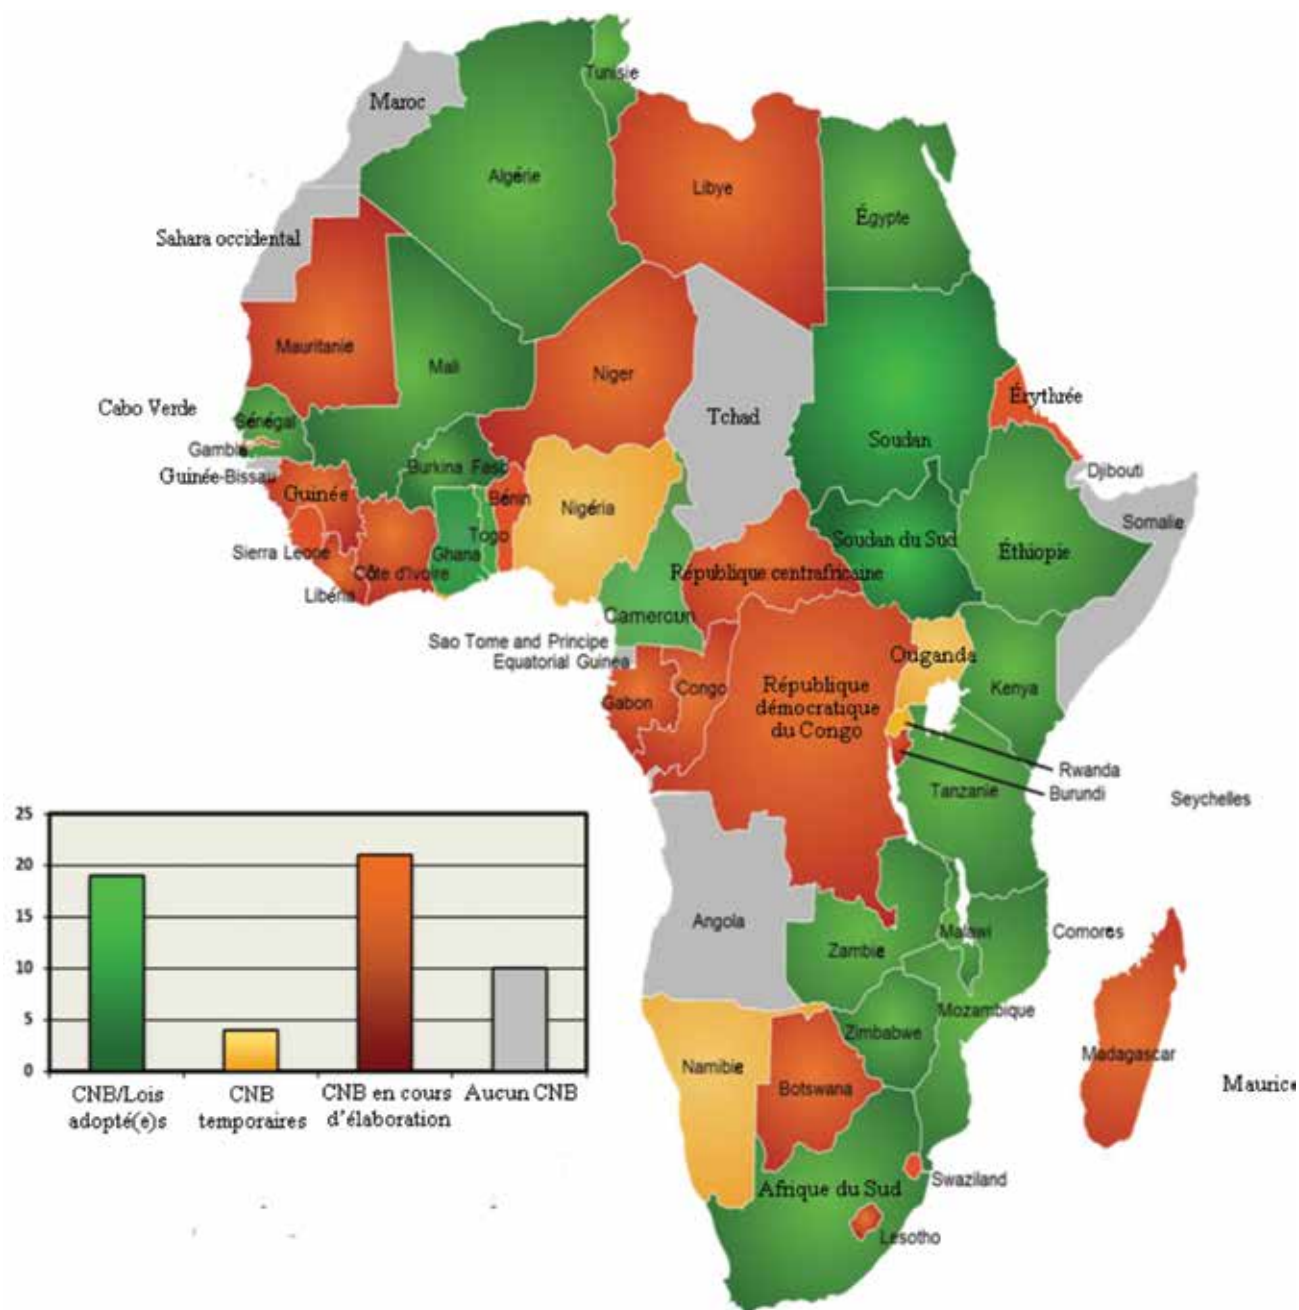 Tunisie
Maroc
Algérie
Libye
Égypte
Sahara occidental
Mauritanie
Mali
Niger
Tchad
Érythrée
Cabo Verde
Sénégal
Soudan
Gambie
Burkina Faso
Djibouti
Guinée-Bissau
Guinée
Bénin
Nigéria
Somalie
Sierra Leone
Ghana
Togo
Soudan du Sud
Éthiopie
Côte d'Ivoire
République centrafricaine
Libéria
Cameroun
Sao Tome and Principe
Equatorial Guinea
Ouganda
Kenya
Gabon
Congo
République
démocratique
du Congo
Rwanda
Burundi
Tanzanie
Seychelles
Angola
Zambie
Malawi
Comores
Mozambique
Zimbabwe
Namibie
Botswana
Madagascar
Maurice
Swaziland
Afrique du Sud
Lesotho
25
20
15
10
5
0
CNB/Lois
adopté(e)s
CNB
temporaires
CNB en cours
d'élaboration
Aucun CNB